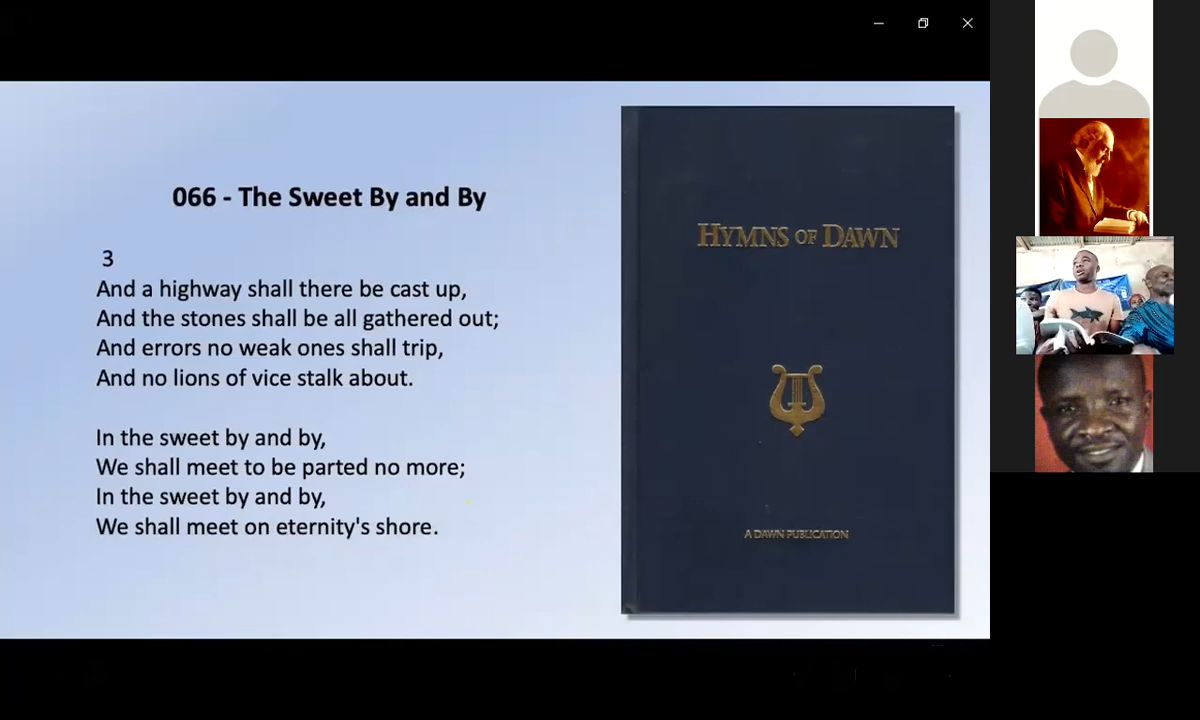 066 - The Sweet By and By
3
And a highway shall there be cast up,
And the stones shall be all gathered out;
And errors no weak ones shall trip,
And no lions of vice stalk about.
In the sweet by and by,
We shall meet to be parted no more;
In the sweet by and by,
We shall meet on eternity's shore.
HYMNS OF DAWN
A DAWN PUBLICATION